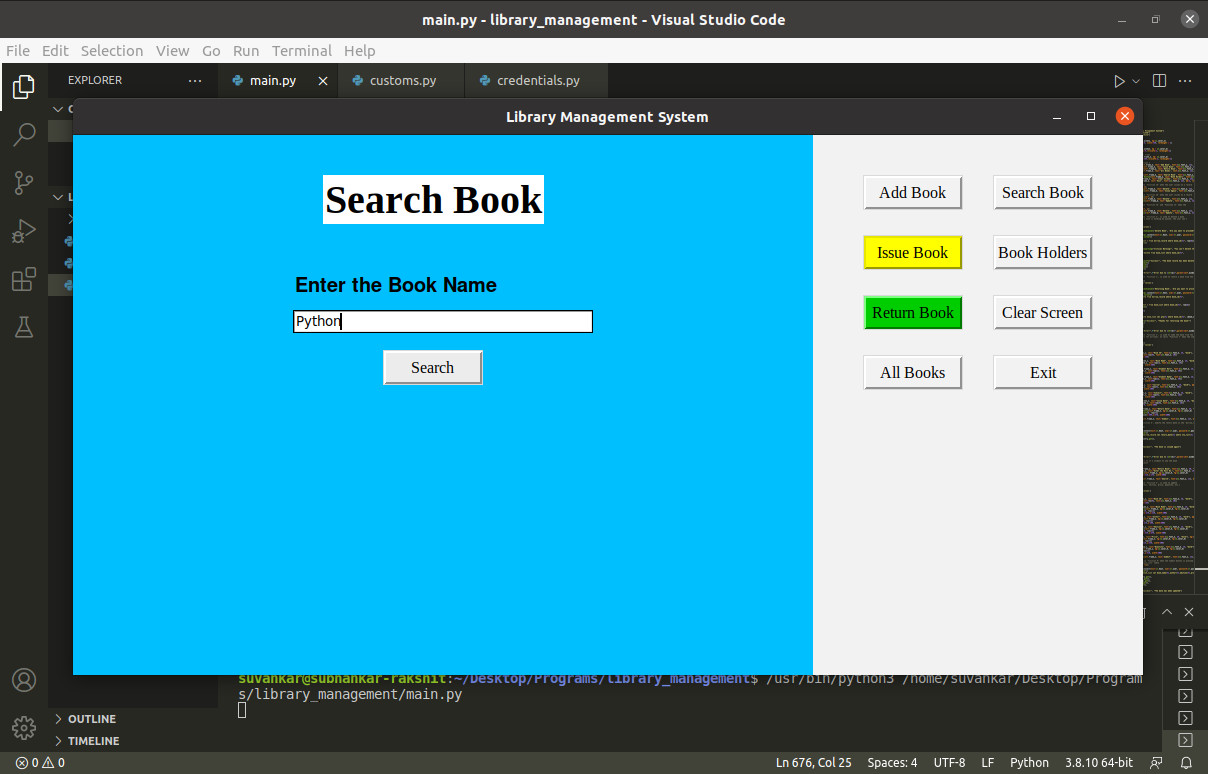 main.py - library_management - Visual Studio Code
File Edit Selection View Go Run Terminal Help
EXPLORER ··· main.py customs.py credentials.py
Library Management System
Search Book
Enter the Book Name
Python
Search
Add Book Search Book
Issue Book Book Holders
Return Book Clear Screen
All Books Exit
suvankar@subhankar-rakshit:~/Desktop/Programs/library_management$ /usr/bin/python3 /home/suvankar/Desktop/Program
s/library_management/main.py
OUTLINE
TIMELINE
0 0 Ln 676, Col 25 Spaces: 4 UTF-8 LF Python 3.8.10 64-bit